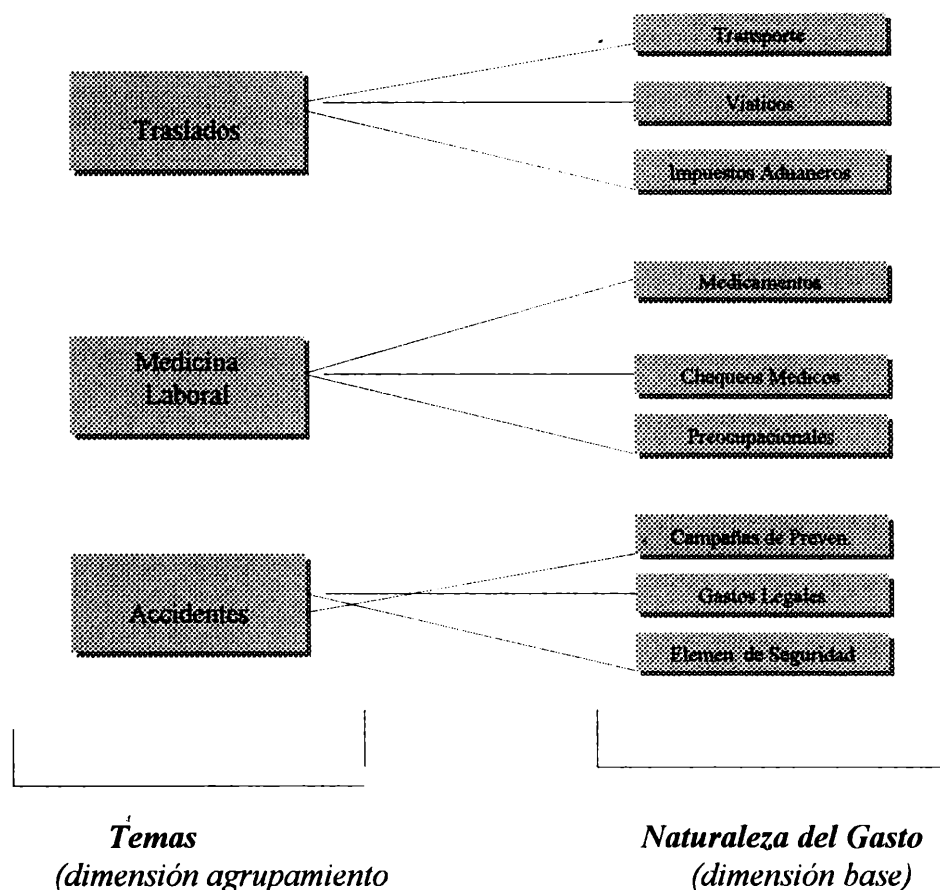 Traslados
Transporte
Viaticos
Impuestos Aduaneros
Medicina
Laboral
Medicamentos
Chequeos Medicos
Preocupacionales
Accidentes
Campañas de Preven.
Gastos Legales
Elemen. de Seguridad
Temas
(dimensión agrupamiento
Naturaleza del Gasto
(dimensión base)